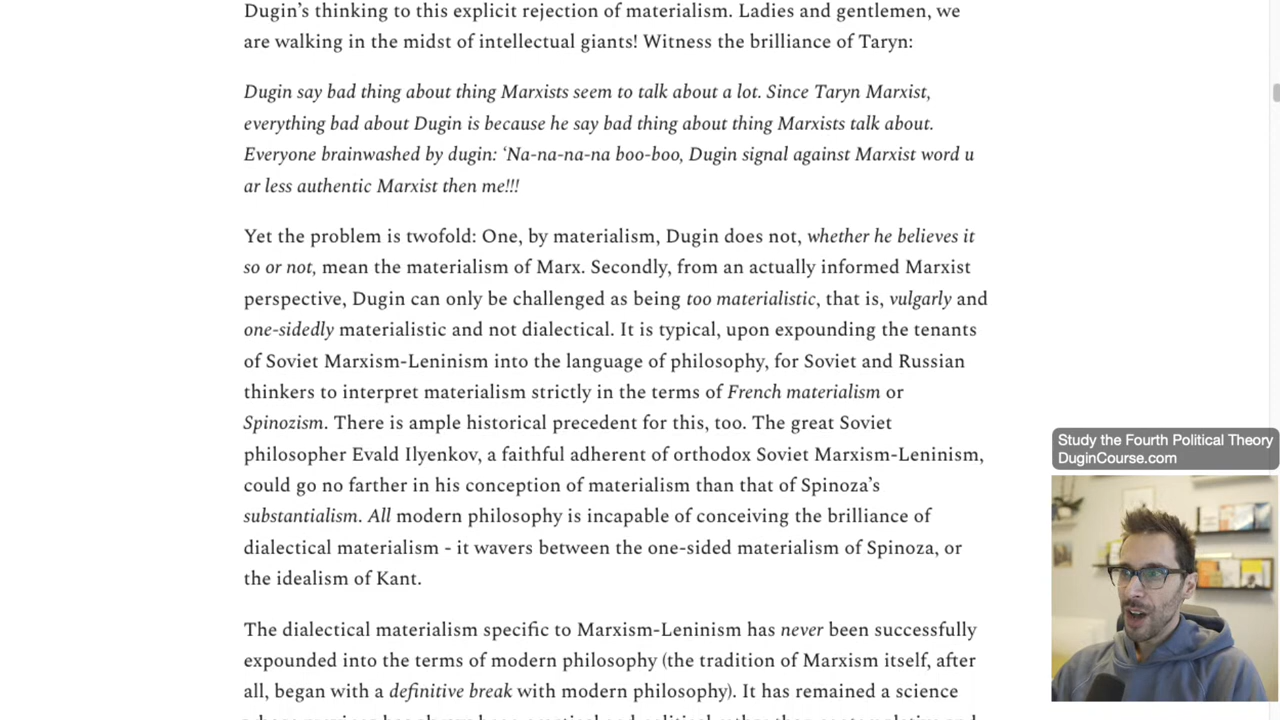 Dugin's thinking to this explicit rejection of materialism. Ladies and gentlemen, we
are walking in the midst of intellectual giants! Witness the brilliance of Taryn:
Dugin say bad thing about thing Marxists seem to talk about a lot. Since Taryn Marxist,
everything bad about Dugin is because he say bad thing about thing Marxists talk about.
Everyone brainwashed by dugin: ‘Na-na-na-na boo-boo, Dugin signal against Marxist word u
ar less authentic Marxist then me!!!
Yet the problem is twofold: One, by materialism, Dugin does not, whether he believes it
so or not, mean the materialism of Marx. Secondly, from an actually informed Marxist
perspective, Dugin can only be challenged as being too materialistic, that is, vulgarly and
one-sidedly materialistic and not dialectical. It is typical, upon expounding the tenants
of Soviet Marxism-Leninism into the language of philosophy, for Soviet and Russian
thinkers to interpret materialism strictly in the terms of French materialism or
Spinozism. There is ample historical precedent for this, too. The great Soviet
philosopher Evald Ilyenkov, a faithful adherent of orthodox Soviet Marxism-Leninism,
could go no farther in his conception of materialism than that of Spinoza's
substantialism. All modern philosophy is incapable of conceiving the brilliance of
dialectical materialism - it wavers between the one-sided materialism of Spinoza, or
the idealism of Kant.
The dialectical materialism specific to Marxism-Leninism has never been successfully
expounded into the terms of modern philosophy (the tradition of Marxism itself, after
all, began with a definitive break with modern philosophy). It has remained a science
Study the Fourth Political Theory
DuginCourse.com